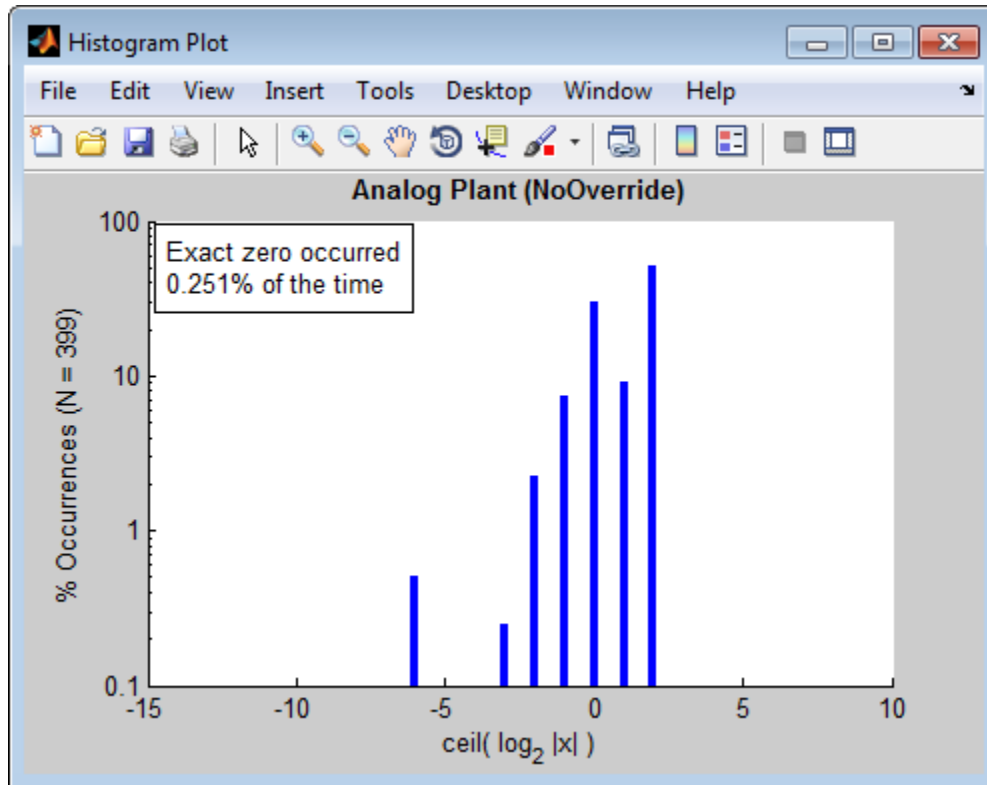 Histogram Plot
File Edit View Insert Tools Desktop Window Help
Analog Plant (NoOverride)
Exact zero occurred
0.251% of the time
% Occurrences (N = 399)
100
10
1
0.1
-15 -10 -5 0 5 10
ceil( log₂ |x| )